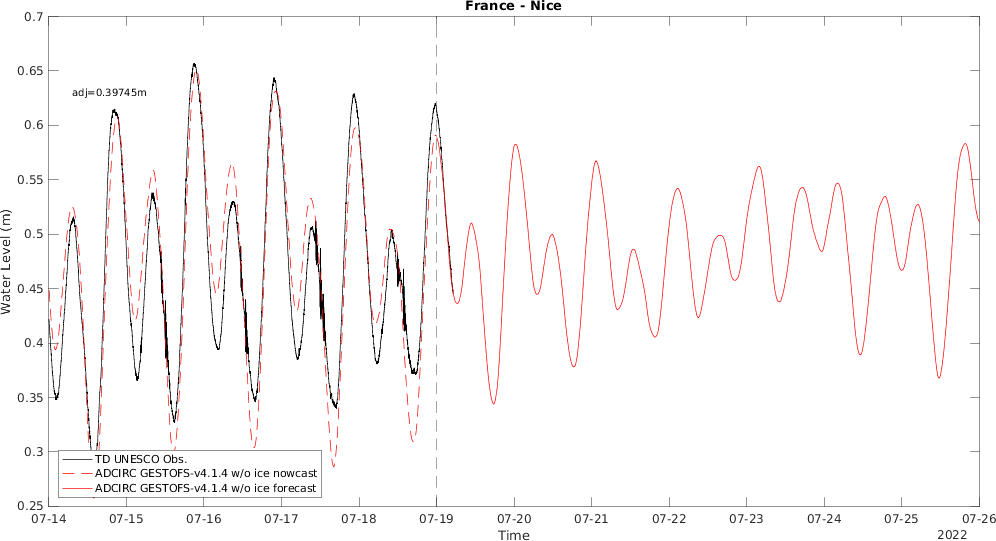 France - Nice
0.7
0.65
0.6
0.55
0.5
0.45
0.4
0.35
0.3
0.25
Water Level (m)
adj=0.39745m
TD UNESCO Obs.
ADCIRC GESTOFS-v4.1.4 w/o ice nowcast
ADCIRC GESTOFS-v4.1.4 w/o ice forecast
07-14 07-15 07-16 07-17 07-18 07-19 07-20 07-21 07-22 07-23 07-24 07-25 07-26
Time
2022